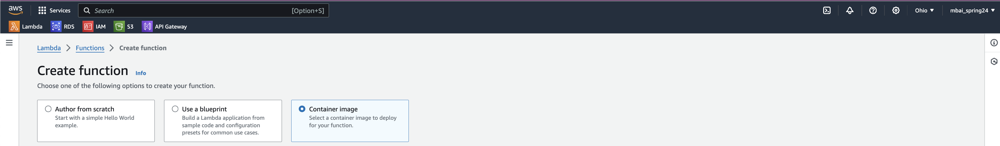 aws
Services
Search [Option+S]
Ohio
mbai_spring24
Lambda
RDS
IAM
S3
API Gateway
Lambda > Functions > Create function
Create function Info
Choose one of the following options to create your function.
Author from scratch
Start with a simple Hello World
example.
Use a blueprint
Build a Lambda application from
sample code and configuration
presets for common use cases.
Container image
Select a container image to deploy
for your function.